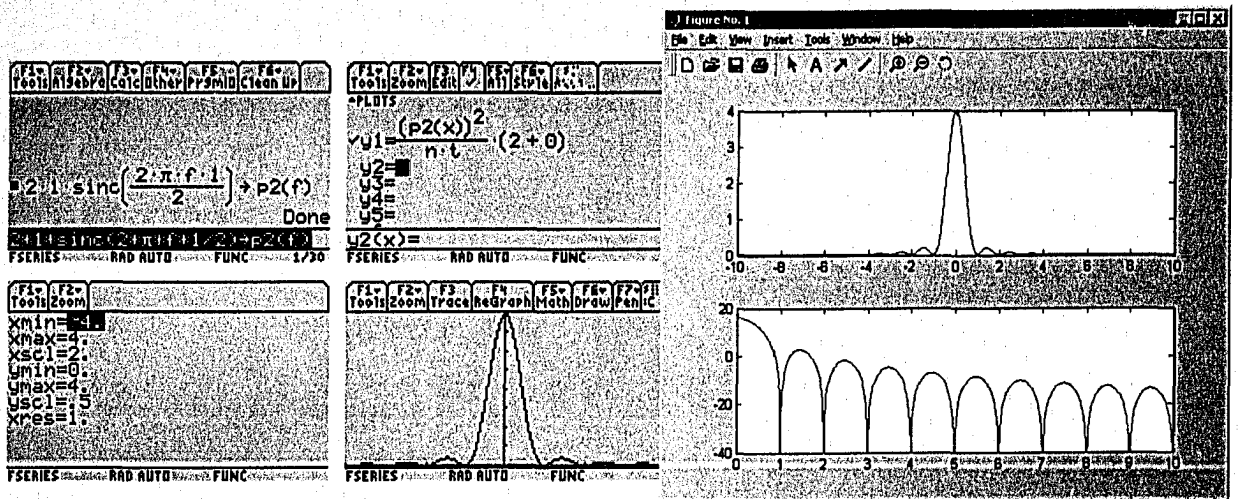 F1▾ F2▾ F3▾ F4▾ F5 F6▾
Tools Algebra Calc Other PrgmIO Clean Up
■ 2·1·sinc(2·π·f·1/2)→p2(f)
Done
2*1*sinc(2*π*f*1/2)→p2(f)
FSERIES RAD AUTO FUNC 1/30
F1▾ F2▾ F3 F4 F5▾ F6▾
Tools Zoom Edit ✓ All Style
▴PLOTS
✓y1=(p2(x))²/n·t·(2+0)
y2=
y3=
y4=
y5=
y2(x)=
FSERIES RAD AUTO FUNC
F1▾ F2▾
Tools Zoom
xmin=-4.
xmax=4.
xscl=2.
ymin=0.
ymax=4.
yscl=.5
xres=1.
FSERIES RAD AUTO FUNC
F1▾ F2▾ F3 F4 F5▾ F6▾ F7▾
Tools Zoom Trace ReGraph Math Draw Pen
FSERIES RAD AUTO FUNC
Figure No. 1
File Edit View Insert Tools Window Help
4
3
2
1
0
-10 -8 -6 -4 -2 0 2 4 6 8 10
20
0
-20
-40
0 1 2 3 4 5 6 7 8 9 10